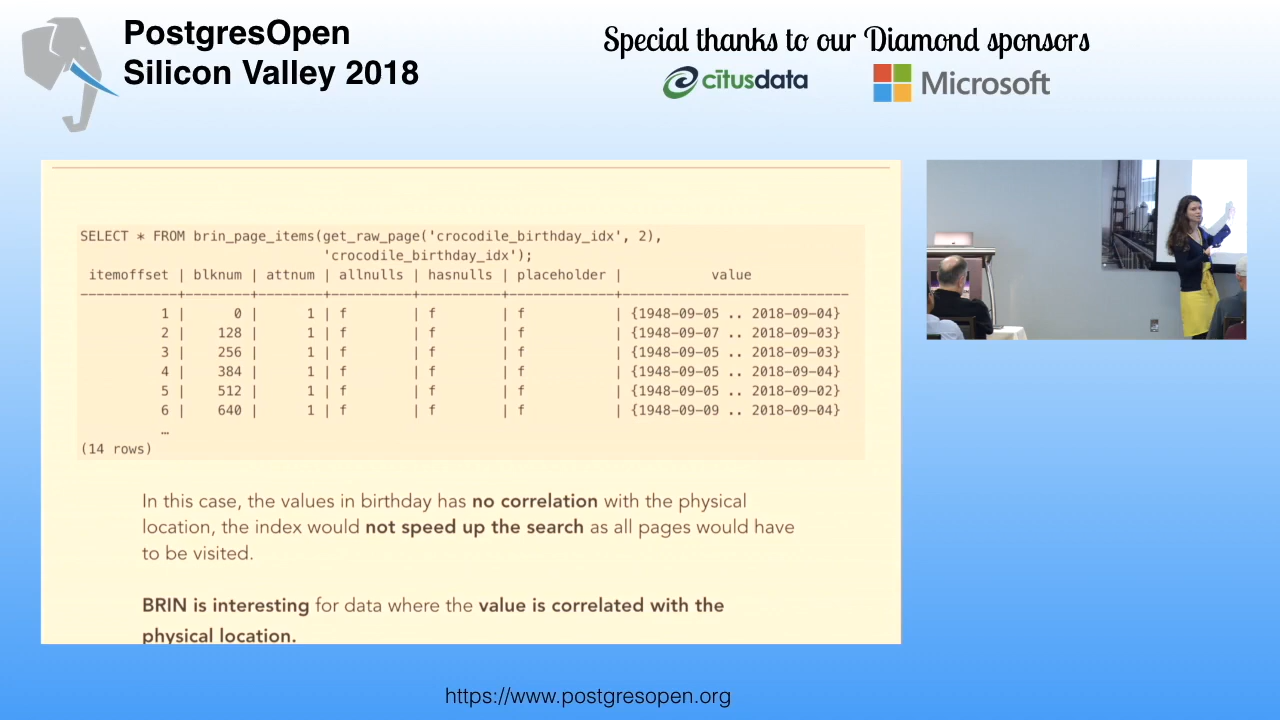 PostgresOpen
Silicon Valley 2018
Special thanks to our Diamond sponsors
citusdata
Microsoft
SELECT * FROM brin_page_items(get_raw_page('crocodile_birthday_idx', 2),
'crocodile_birthday_idx');
itemoffset | blknum | attnum | allnulls | hasnulls | placeholder | value
------------+--------+--------+----------+----------+-------------+----------------------------
1 | 0 | 1 | f | f | f | {1948-09-05 .. 2018-09-04}
2 | 128 | 1 | f | f | f | {1948-09-07 .. 2018-09-03}
3 | 256 | 1 | f | f | f | {1948-09-05 .. 2018-09-03}
4 | 384 | 1 | f | f | f | {1948-09-05 .. 2018-09-04}
5 | 512 | 1 | f | f | f | {1948-09-05 .. 2018-09-02}
6 | 640 | 1 | f | f | f | {1948-09-09 .. 2018-09-04}
…
(14 rows)
In this case, the values in birthday has no correlation with the physical
location, the index would not speed up the search as all pages would have
to be visited.
BRIN is interesting for data where the value is correlated with the
physical location.
https://www.postgresopen.org